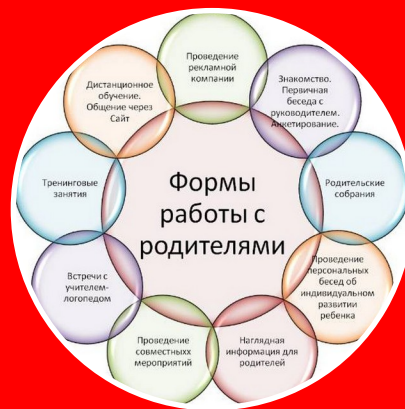 Формы
работы с
родителями
Проведение
рекламной
компании
Знакомство.
Первичная
беседа с
руководителем.
Анкетирование.
Родительские
собрания
Проведение
персональных
бесед об
индивидуальном
развитии
ребенка
Наглядная
информация для
родителей
Проведение
совместных
мероприятий
Встречи с
учителем-
логопедом
Тренинговые
занятия
Дистанционное
обучение.
Общение через
Сайт